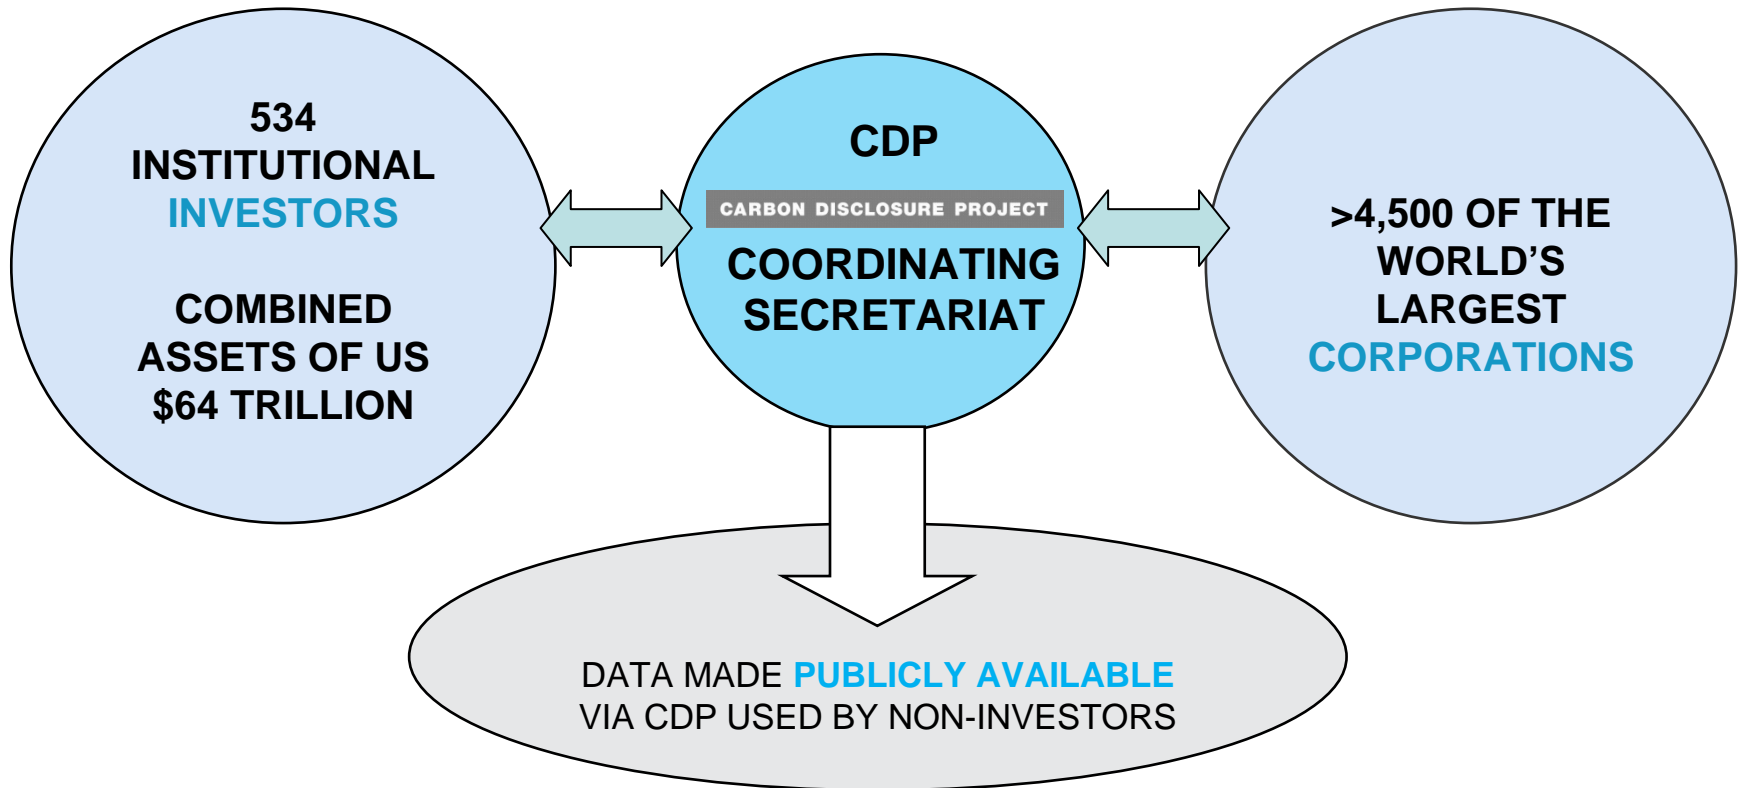 534
INSTITUTIONAL
INVESTORS
COMBINED
ASSETS OF US
$64 TRILLION
CDP
CARBON DISCLOSURE PROJECT
COORDINATING
SECRETARIAT
>4,500 OF THE
WORLD’S
LARGEST
CORPORATIONS
DATA MADE PUBLICLY AVAILABLE
VIA CDP USED BY NON-INVESTORS